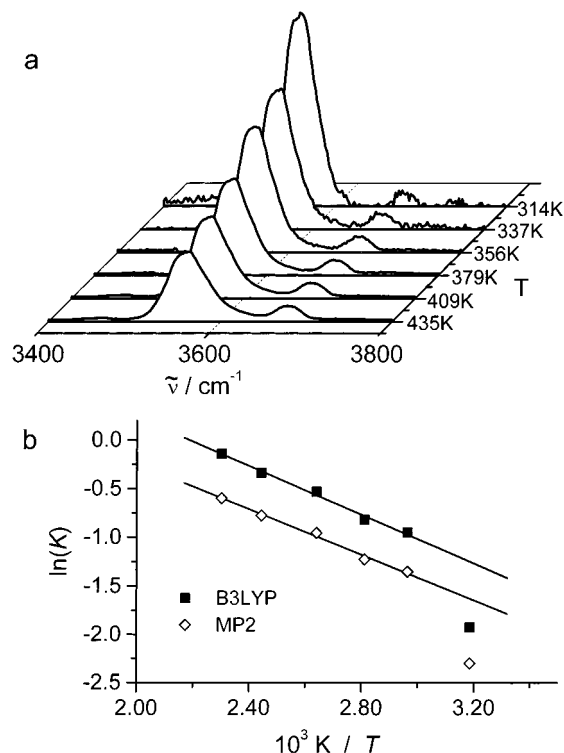 a
314K
337K
356K
379K
409K
435K
T
3400 3600 3800
ν̃ / cm⁻¹
b
0.0
-0.5
-1.0
-1.5
-2.0
-2.5
ln(K)
B3LYP
MP2
2.00 2.40 2.80 3.20
10³ K / T